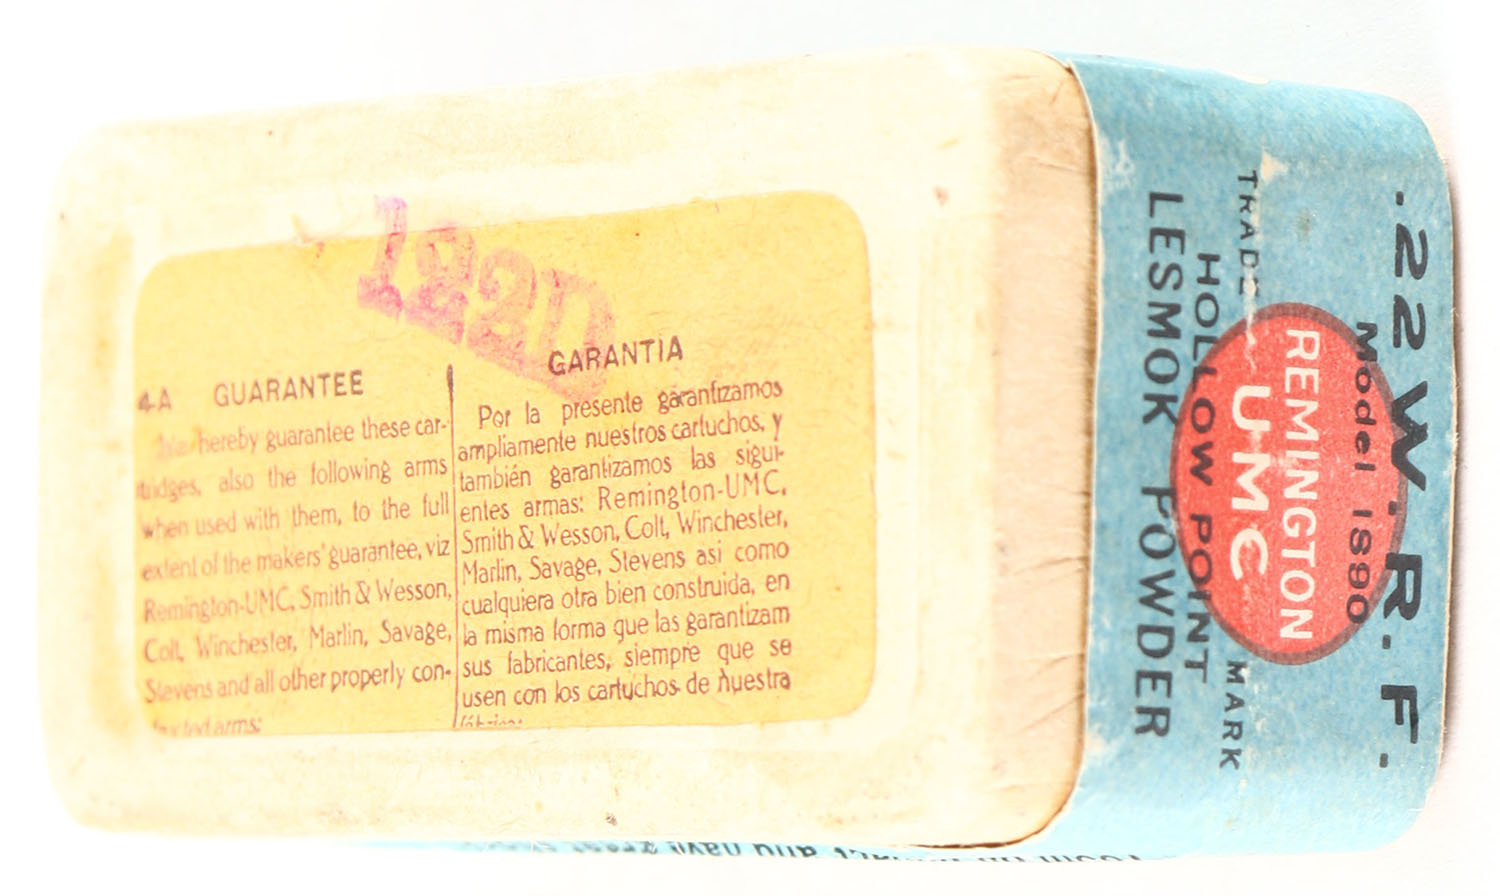 4-A GUARANTEE
We hereby guarantee these car-
tridges, also the following arms
when used with them, to the full
extent of the makers' guarantee, viz
Remington-UMC, Smith & Wesson,
Colt, Winchester, Marlin, Savage,
Stevens and all other properly con-
arms:
GARANTIA
Por la presente garantizamos
ampliamente nuestros cartuchos, y
también garantizamos las sigui-
entes armas: Remington-UMC,
Smith & Wesson, Colt, Winchester,
Marlin, Savage, Stevens asi como
cualquiera otra bien construida, en
la misma forma que las garantizam
sus fabricantes, siempre que se
usen con los cartuchos de nuestra
.22 W.R.F.
Model 1890
REMINGTON
UMC
TRADE MARK
HOLLOW POINT
LESMOK POWDER